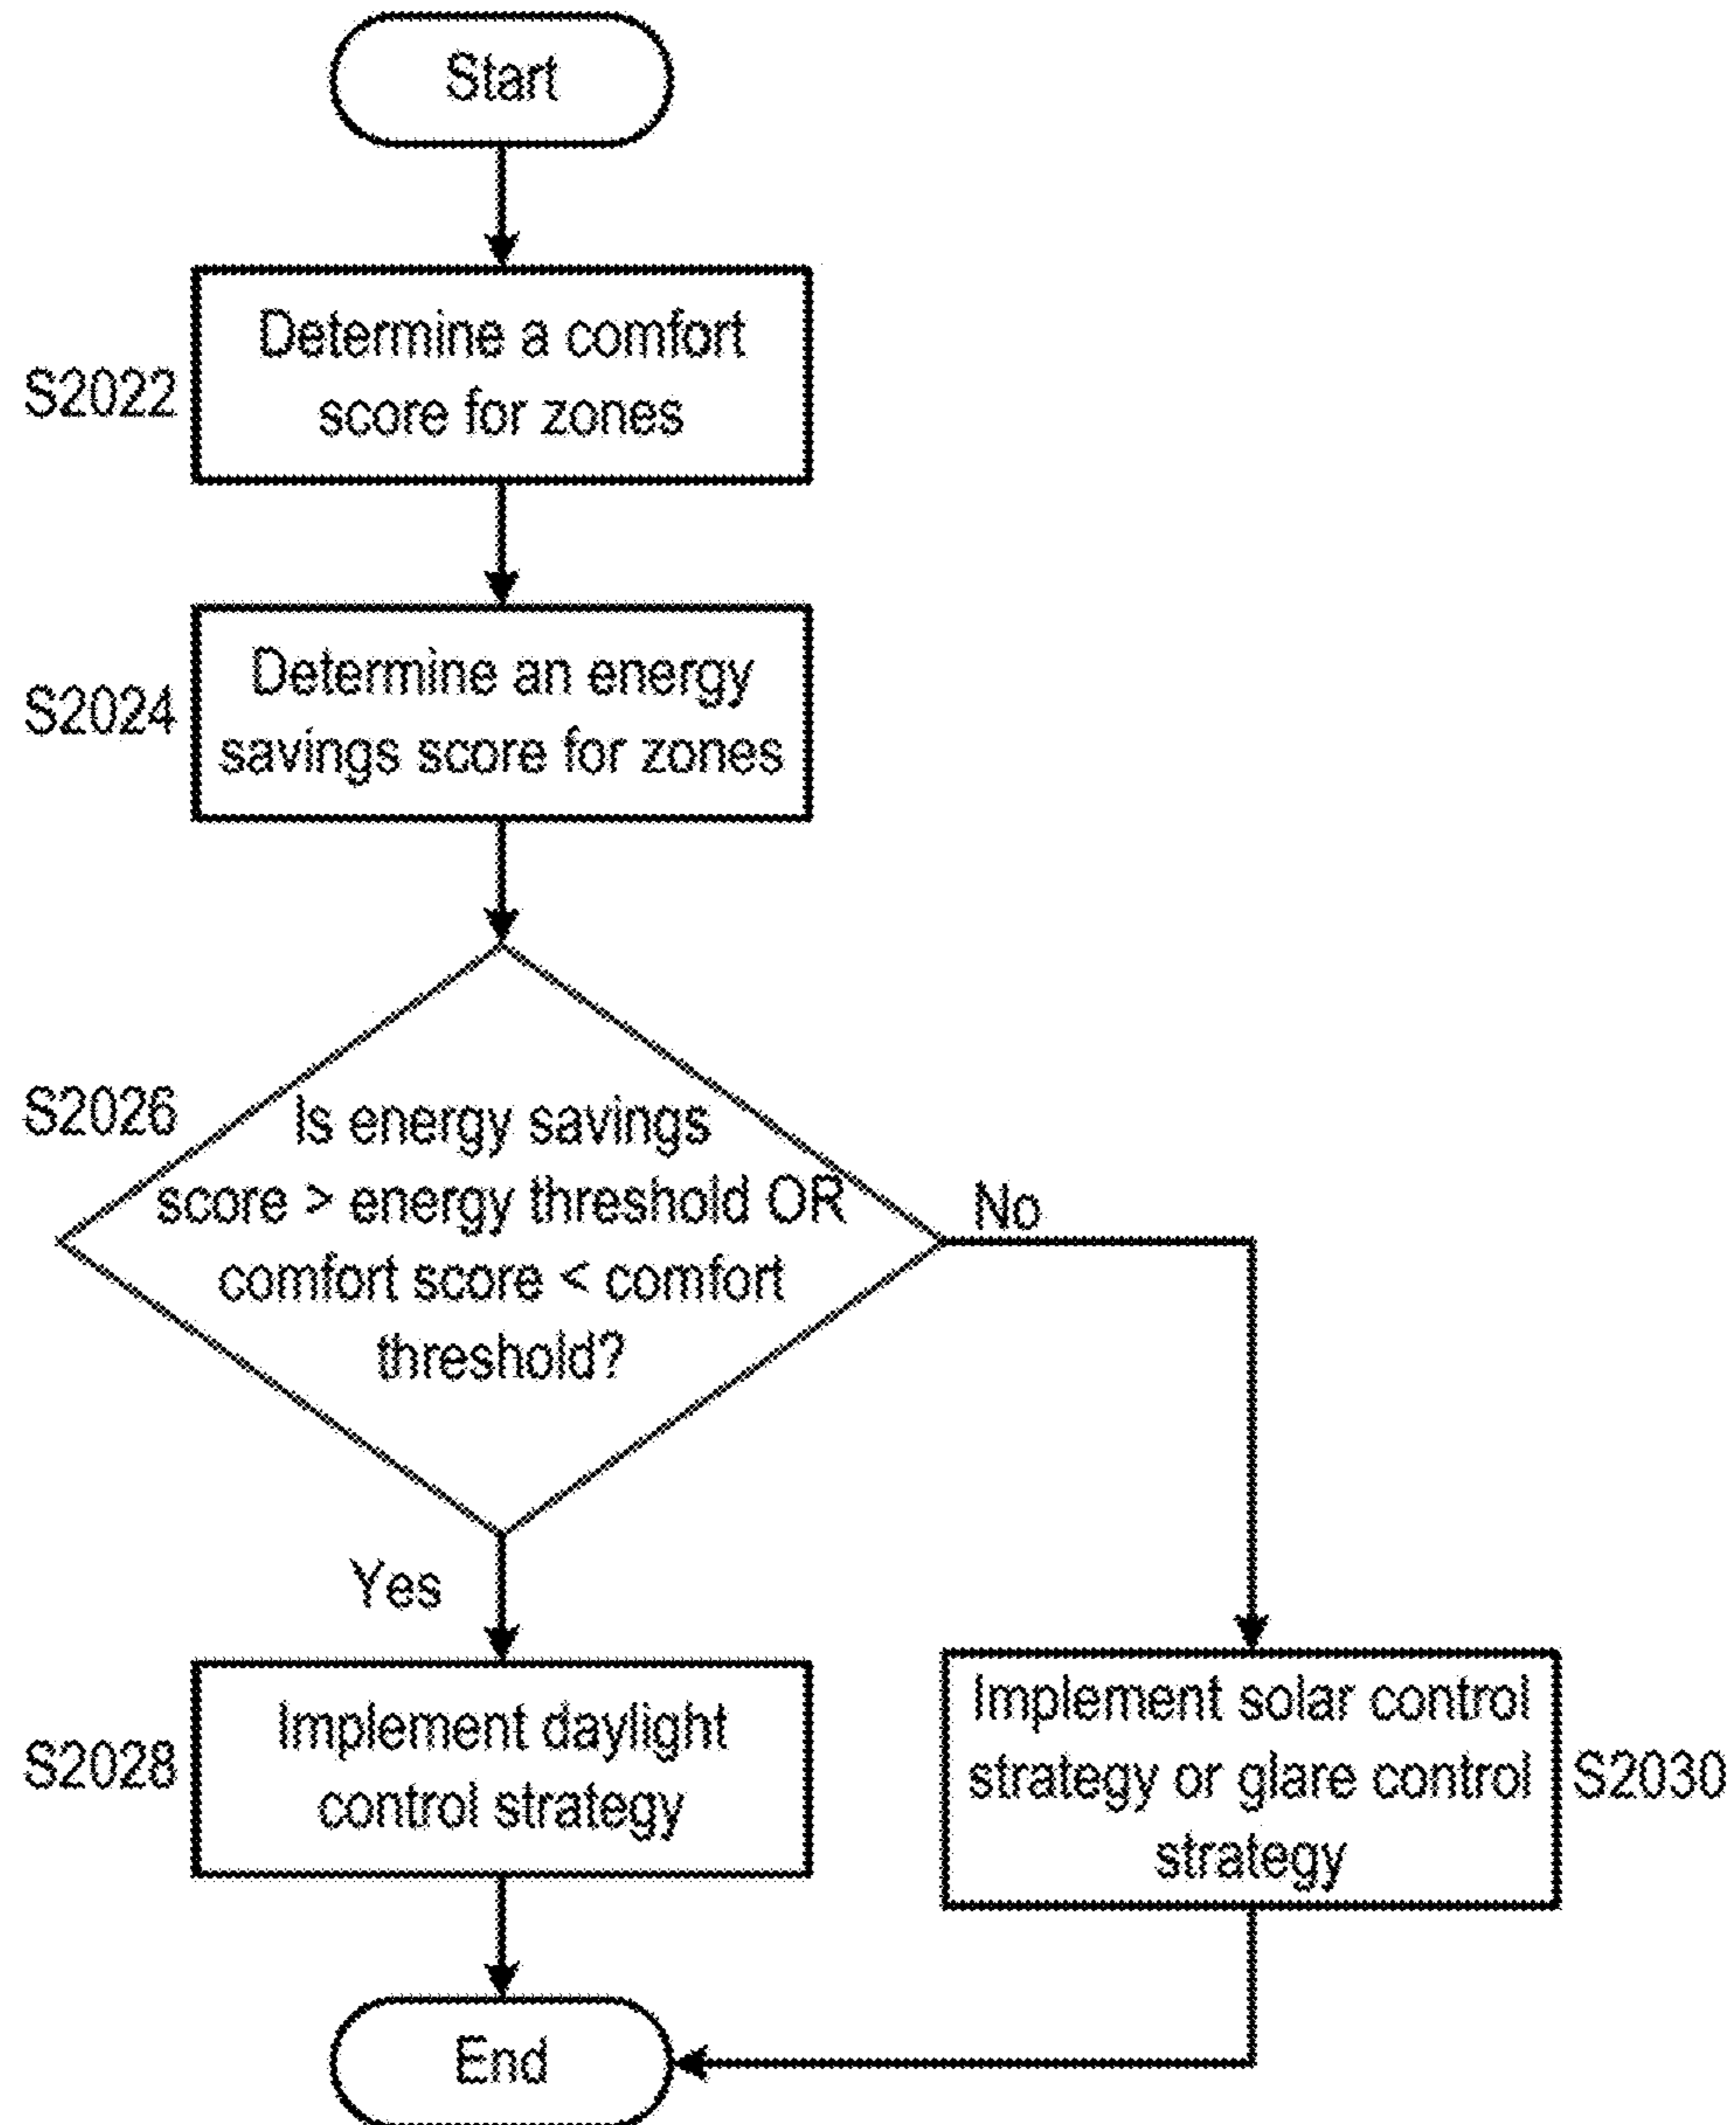 Start
Determine a comfort
score for zones
S2022
Determine an energy
savings score for zones
S2024
S2026
Is energy savings
score > energy threshold OR
comfort score < comfort
threshold?
No
Yes
Implement daylight
control strategy
S2028
Implement solar control
strategy or glare control
strategy
S2030
End